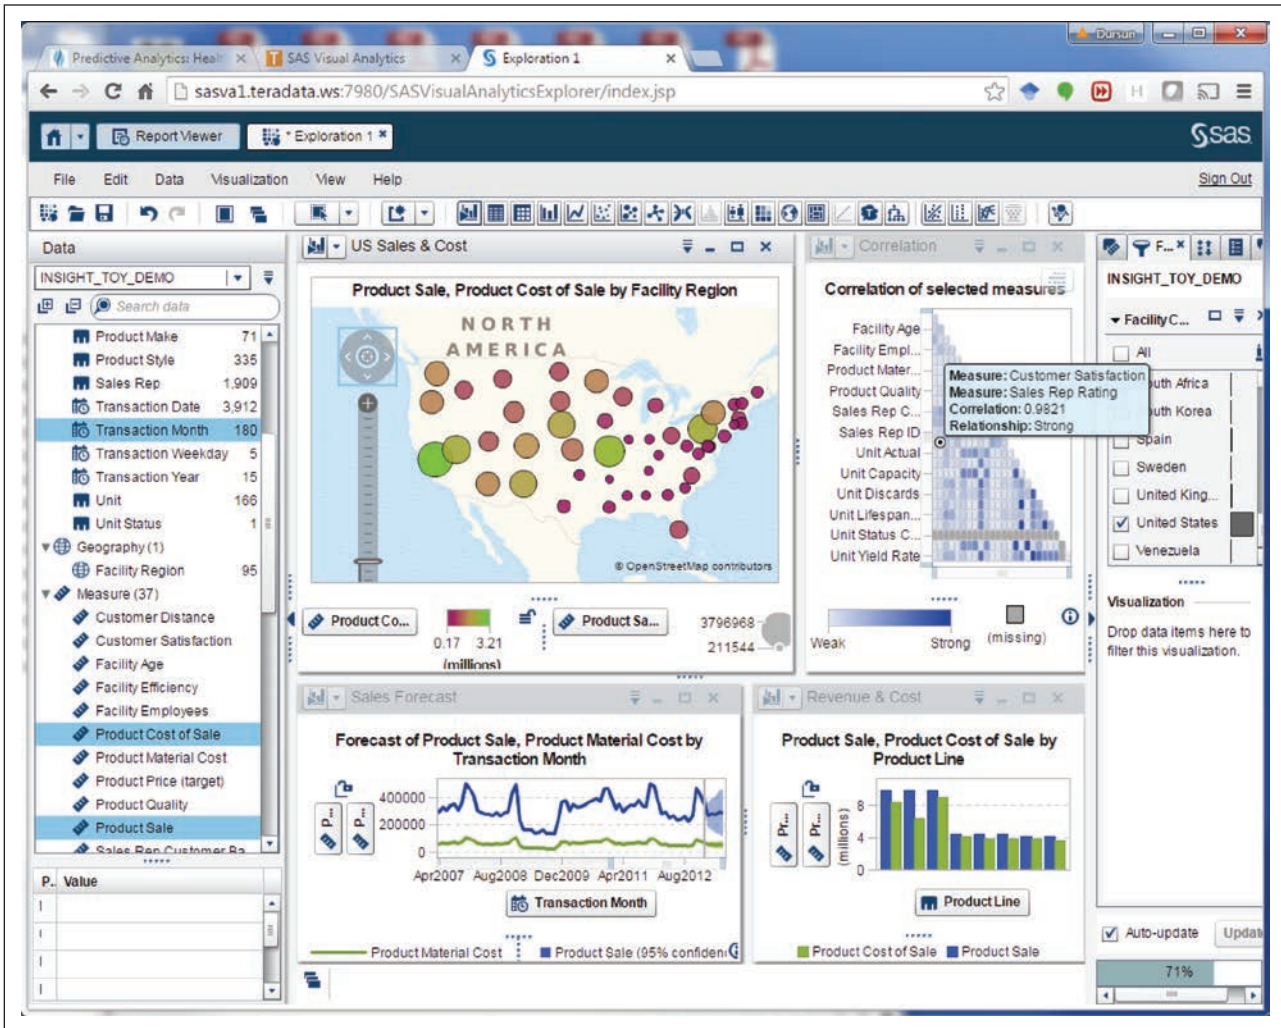 Dursun
Predictive Analytics: Heal
SAS Visual Analytics
Exploration 1
sasva1.teradata.ws:7980/SASVisualAnalyticsExplorer/index.jsp
Report Viewer
* Exploration 1
sas
File Edit Data Visualization View Help
Sign Out
Data
INSIGHT_TOY_DEMO
Search data
Product Make 71
Product Style 335
Sales Rep 1,909
Transaction Date 3,912
Transaction Month 180
Transaction Weekday 5
Transaction Year 15
Unit 166
Unit Status 1
Geography (1)
Facility Region 95
Measure (37)
Customer Distance
Customer Satisfaction
Facility Age
Facility Efficiency
Facility Employees
Product Cost of Sale
Product Material Cost
Product Price (target)
Product Quality
Product Sale
Sales Rep Customer Ba
P.. Value
US Sales & Cost
Product Sale, Product Cost of Sale by Facility Region
NORTH
AMERICA
© OpenStreetMap contributors
Product Co...
0.17 3.21
(millions)
Product Sa...
3796968
211544
Correlation
Correlation of selected measures
Facility Age
Facility Empl...
Product Mater...
Product Quality
Sales Rep C...
Sales Rep ID
Unit Actual
Unit Capacity
Unit Discards
Unit Lifespan...
Unit Status C...
Unit Yield Rate
Measure: Customer Satisfaction
Measure: Sales Rep Rating
Correlation: 0.9821
Relationship: Strong
Weak Strong
(missing)
F...
INSIGHT_TOY_DEMO
Facility C...
All
outh Africa
outh Korea
Spain
Sweden
United King...
United States
Venezuela
Visualization
Drop data items here to
filter this visualization.
Auto-update
Updat
71%
Sales Forecast
Forecast of Product Sale, Product Material Cost by
Transaction Month
P...
P...
400000
200000
0
Apr2007 Aug2008 Dec2009 Apr2011 Aug2012
Transaction Month
Product Material Cost
Product Sale (95% confiden
Revenue & Cost
Product Sale, Product Cost of Sale by
Product Line
Pr...
Pr...
(millions)
8
4
0
Product Line
Product Cost of Sale Product Sale